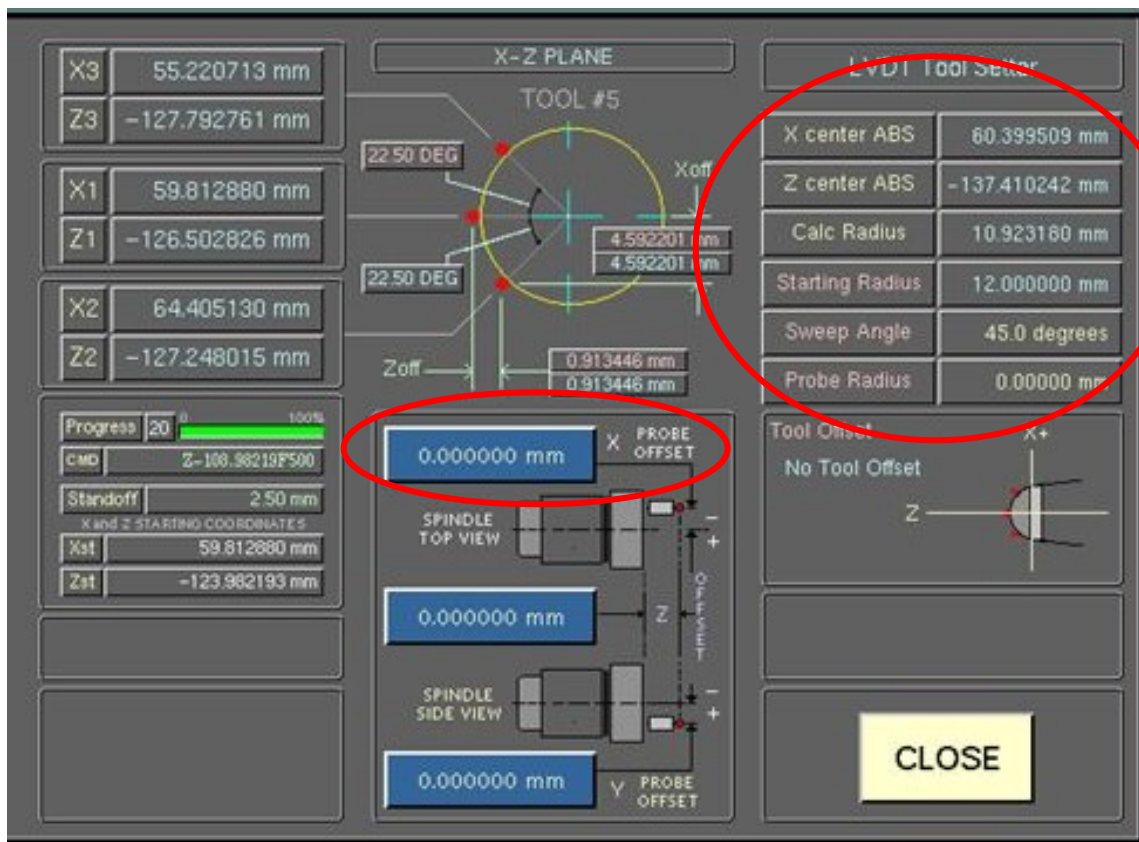 X3 55.220713 mm
Z3 -127.792761 mm
X1 59.812880 mm
Z1 -126.502826 mm
X2 64.405130 mm
Z2 -127.248015 mm
Progress 20 0 100%
CMD Z-108.98219F500
Standoff 2.50 mm
X and Z STARTING COORDINATES
Xst 59.812880 mm
Zst -123.982193 mm
X-Z PLANE
TOOL #5
22.50 DEG
Xoff
4.592201 mm
4.592201 mm
22.50 DEG
Zoff
0.913446 mm
0.913446 mm
0.000000 mm X PROBE
OFFSET
SPINDLE
TOP VIEW
-
+
0.000000 mm Z OFFSET
SPINDLE
SIDE VIEW
-
+
0.000000 mm Y PROBE
OFFSET
LVDT Tool Setter
X center ABS 60.399509 mm
Z center ABS -137.410242 mm
Calc Radius 10.923180 mm
Starting Radius 12.000000 mm
Sweep Angle 45.0 degrees
Probe Radius 0.00000 mm
Tool Offset X+
No Tool Offset
Z
CLOSE